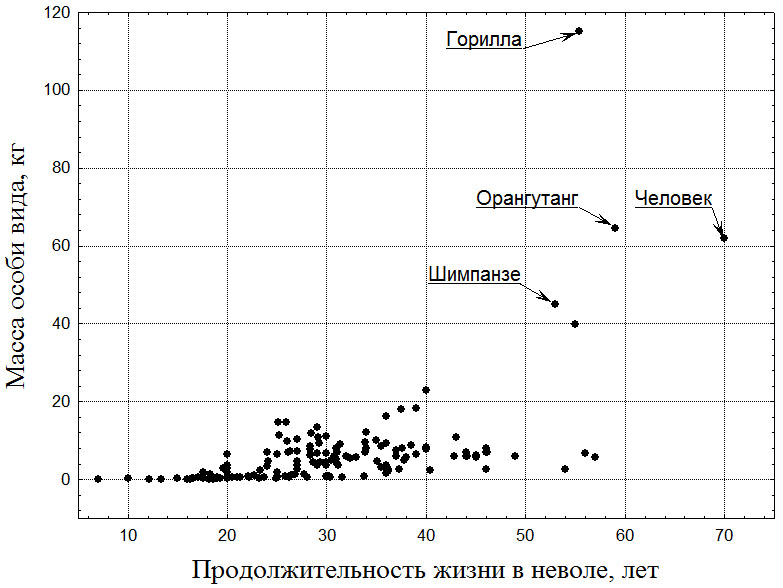 120
100
80
60
40
20
0
Масса особи вида, кг
Горилла
Орангутанг
Человек
Шимпанзе
10 20 30 40 50 60 70
Продолжительность жизни в неволе, лет